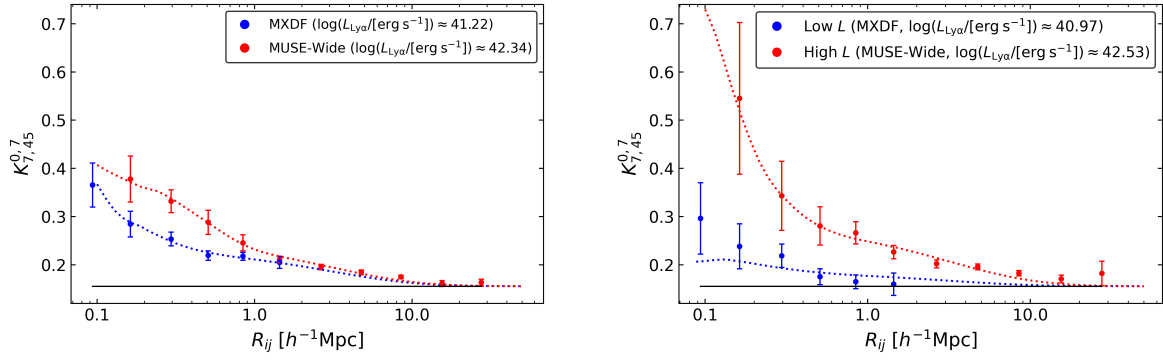 MXDF (log(L_Lyα/[erg s⁻¹]) ≈ 41.22)
MUSE-Wide (log(L_Lyα/[erg s⁻¹]) ≈ 42.34)
0.7
0.6
0.5
0.4
0.3
0.2
K^{0,7}_{7,45}
0.1
1.0
10.0
R_ij [h⁻¹Mpc]
Low L (MXDF, log(L_Lyα/[erg s⁻¹]) ≈ 40.97)
High L (MUSE-Wide, log(L_Lyα/[erg s⁻¹]) ≈ 42.53)
0.7
0.6
0.5
0.4
0.3
0.2
K^{0,7}_{7,45}
0.1
1.0
10.0
R_ij [h⁻¹Mpc]